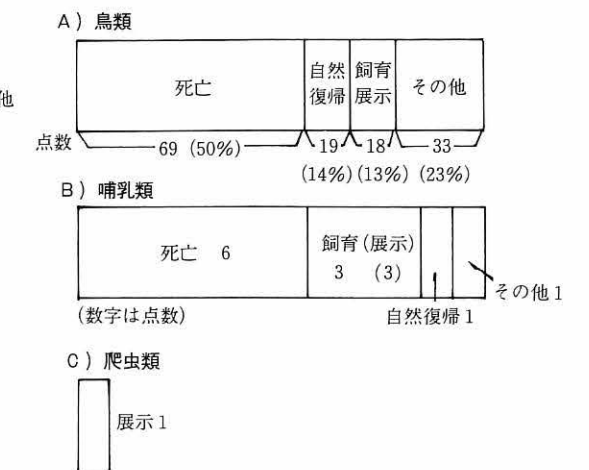 A）鳥類
他
死亡
自然
復帰
飼育
展示
その他
点数
69（50%）
19
18
33
(14%)
(13%)
(23%)
B）哺乳類
死亡 6
飼育(展示)
3 (3)
その他1
(数字は点数)
自然復帰1
C）爬虫類
展示1